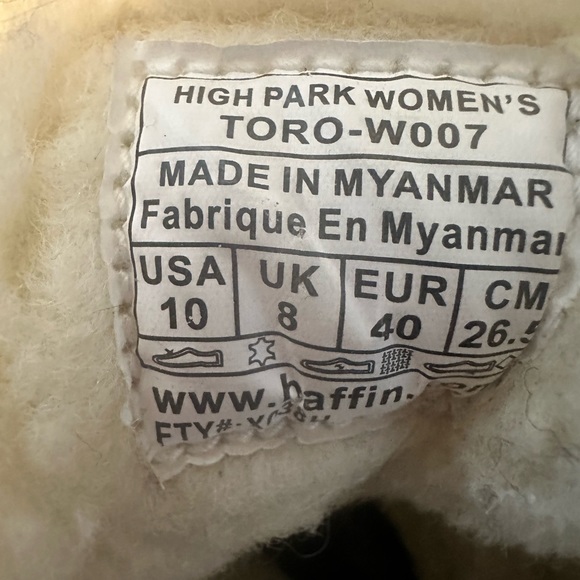 HIGH PARK WOMEN'S
TORO-W007
MADE IN MYANMAR
Fabrique En Myanmar
USA UK EUR CM
10 8 40 26.5
www.baffin.
FTY#: